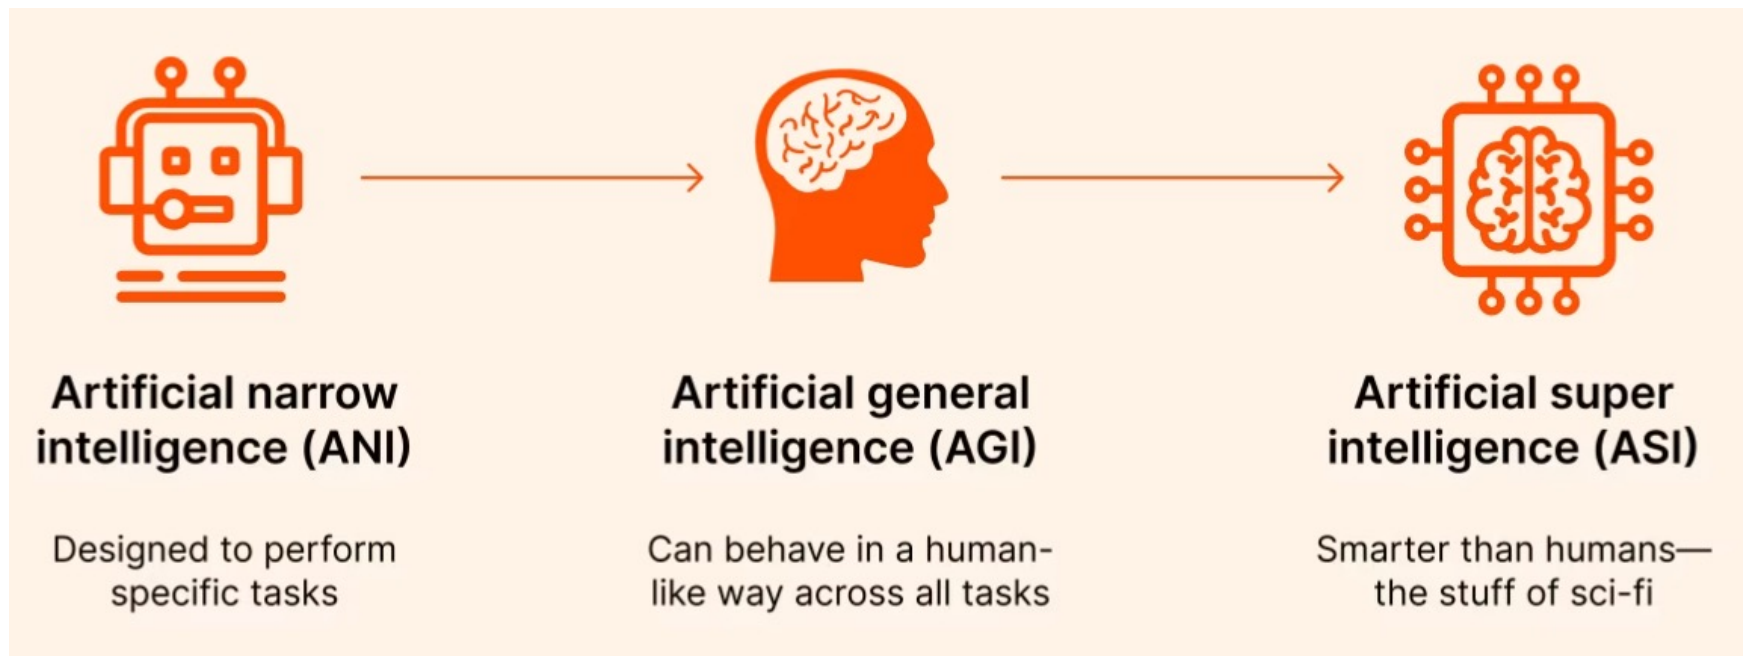 Artificial narrow
intelligence (ANI)
Designed to perform
specific tasks
Artificial general
intelligence (AGI)
Can behave in a human-
like way across all tasks
Artificial super
intelligence (ASI)
Smarter than humans—
the stuff of sci-fi